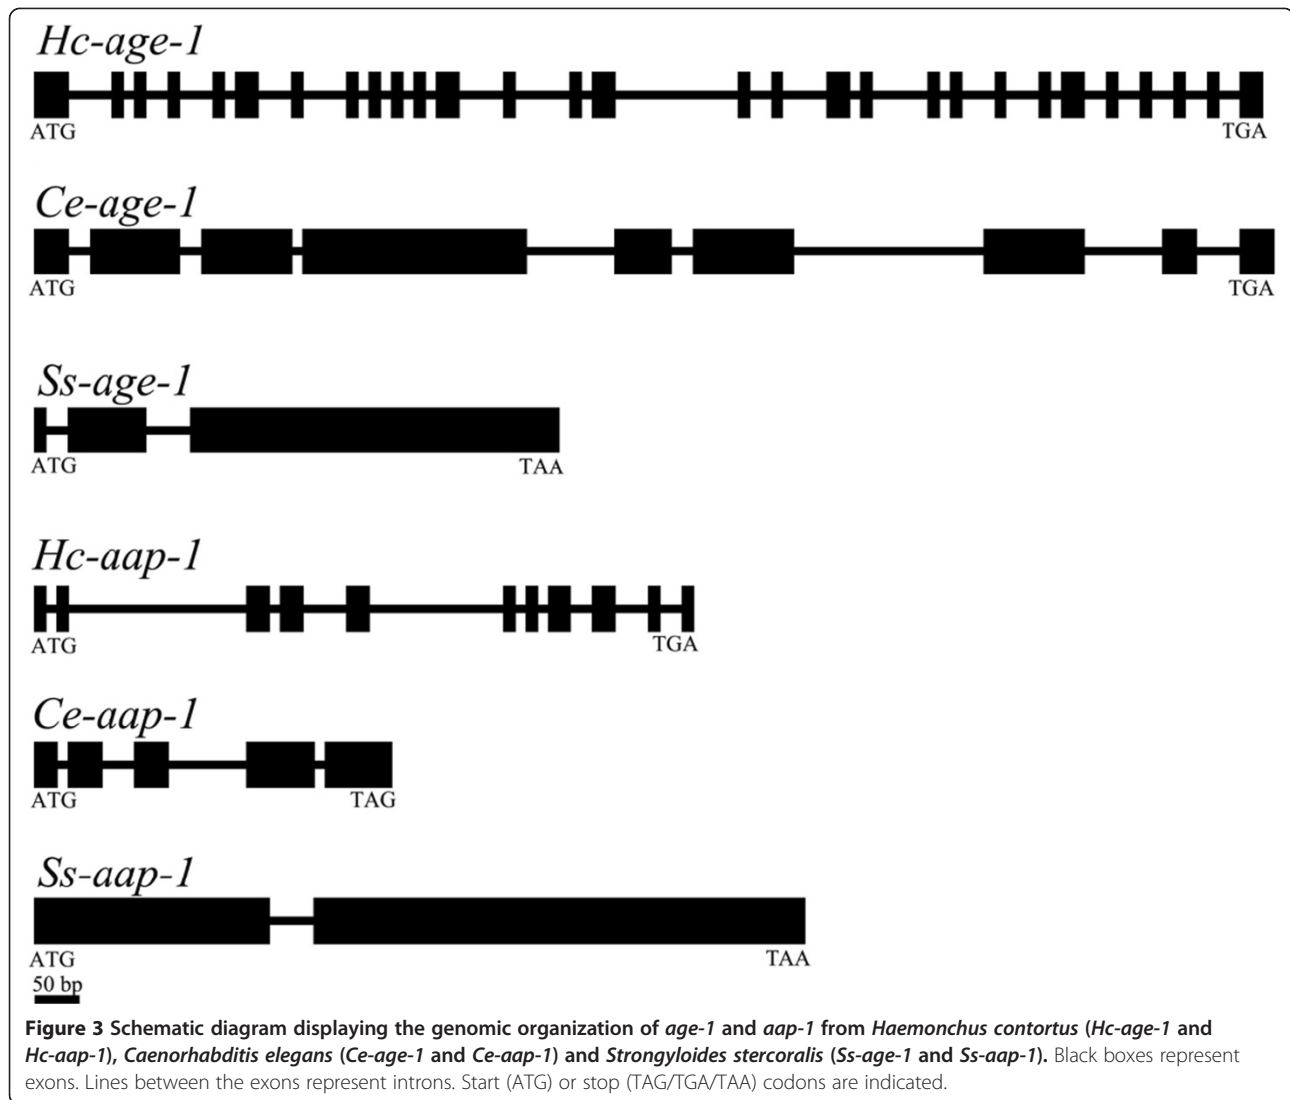 Hc-age-1
ATG TGA
Ce-age-1
ATG TGA
Ss-age-1
ATG TAA
Hc-aap-1
ATG TGA
Ce-aap-1
ATG TAG
Ss-aap-1
ATG TAA
50 bp
Figure 3 Schematic diagram displaying the genomic organization of age-1 and aap-1 from Haemonchus contortus (Hc-age-1 and
Hc-aap-1), Caenorhabditis elegans (Ce-age-1 and Ce-aap-1) and Strongyloides stercoralis (Ss-age-1 and Ss-aap-1). Black boxes represent
exons. Lines between the exons represent introns. Start (ATG) or stop (TAG/TGA/TAA) codons are indicated.